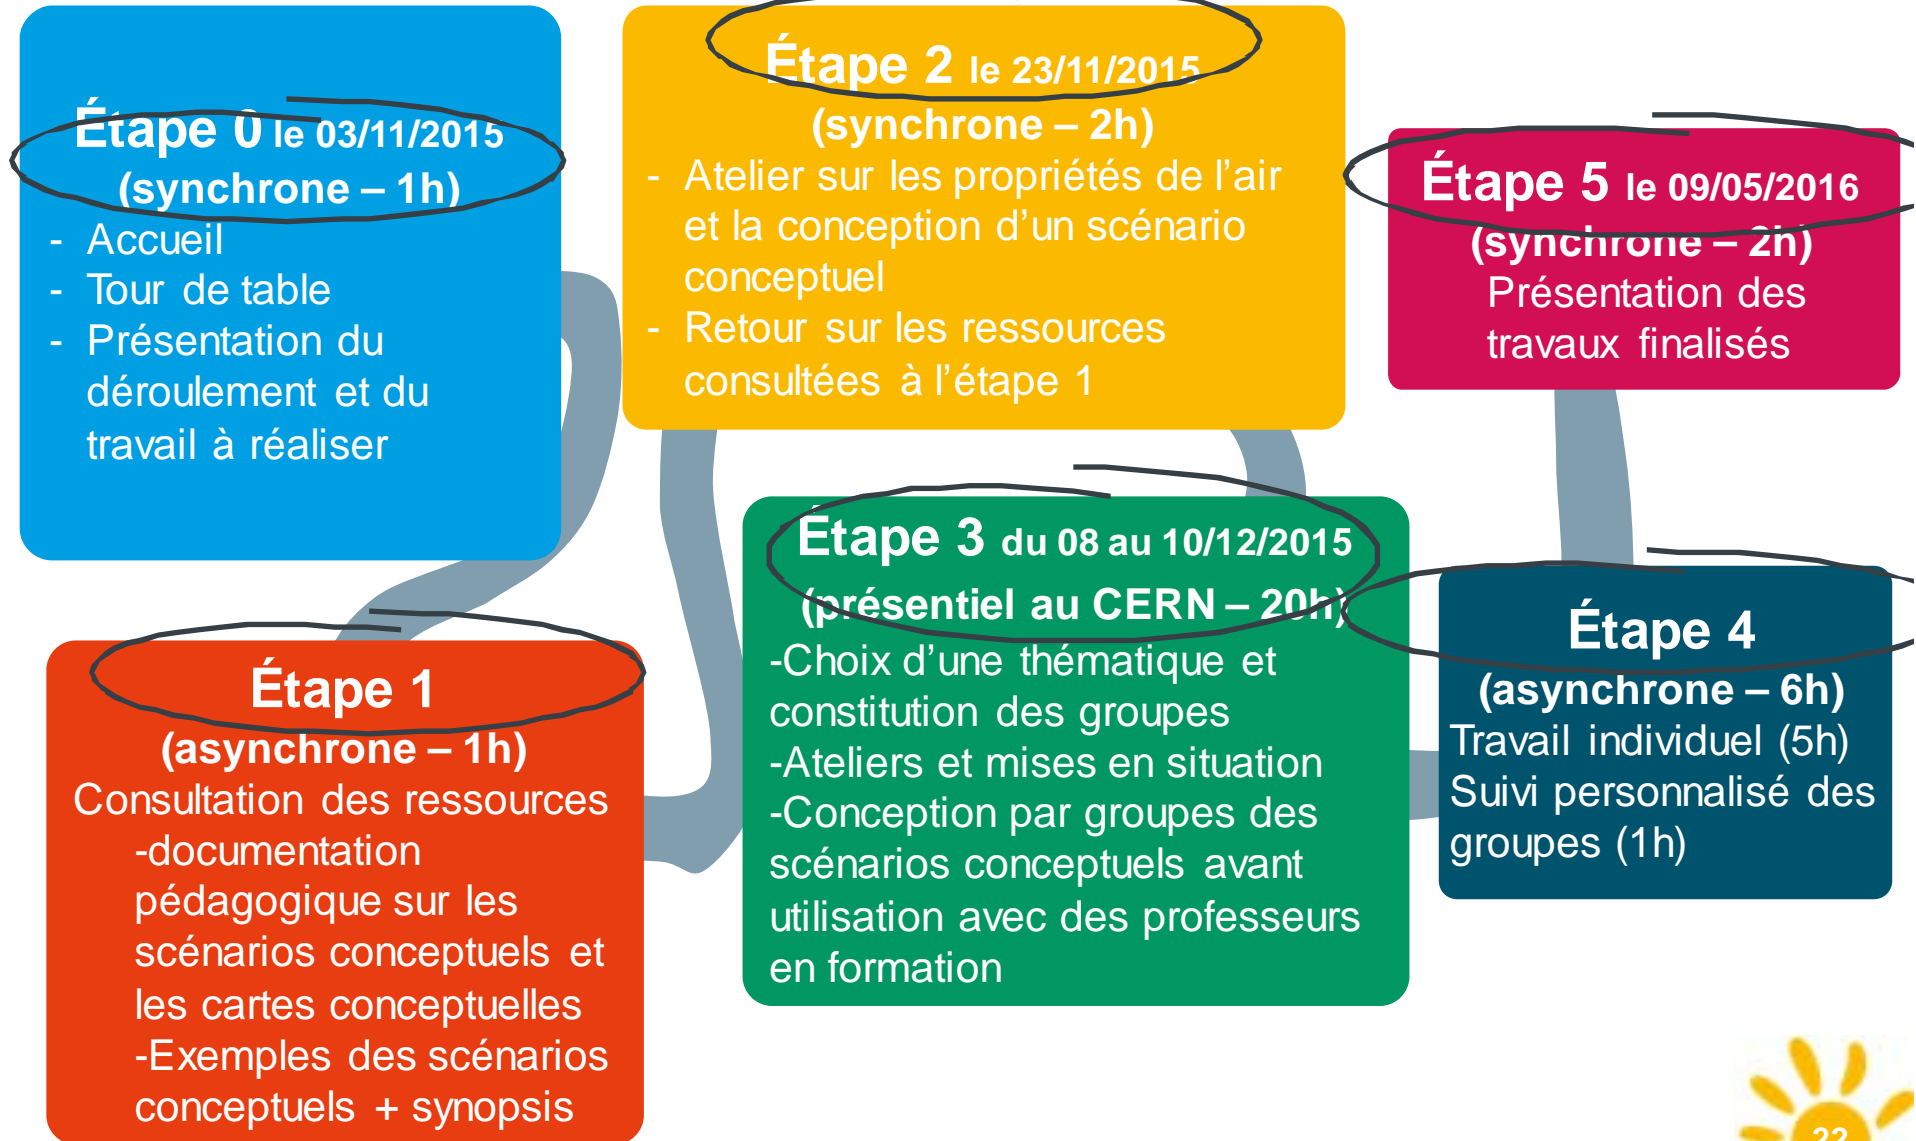 Étape 0 le 03/11/2015
(synchrone – 1h)
- Accueil
- Tour de table
- Présentation du
déroulement et du
travail à réaliser
Étape 1
(asynchrone – 1h)
Consultation des ressources
-documentation
pédagogique sur les
scénarios conceptuels et
les cartes conceptuelles
-Exemples des scénarios
conceptuels + synopsis
Étape 2 le 23/11/2015
(synchrone – 2h)
- Atelier sur les propriétés de l’air
et la conception d’un scénario
conceptuel
- Retour sur les ressources
consultées à l’étape 1
Étape 3 du 08 au 10/12/2015
(présentiel au CERN – 20h)
-Choix d’une thématique et
constitution des groupes
-Ateliers et mises en situation
-Conception par groupes des
scénarios conceptuels avant
utilisation avec des professeurs
en formation
Étape 4
(asynchrone – 6h)
Travail individuel (5h)
Suivi personnalisé des
groupes (1h)
Étape 5 le 09/05/2016
(synchrone – 2h)
Présentation des
travaux finalisés
22